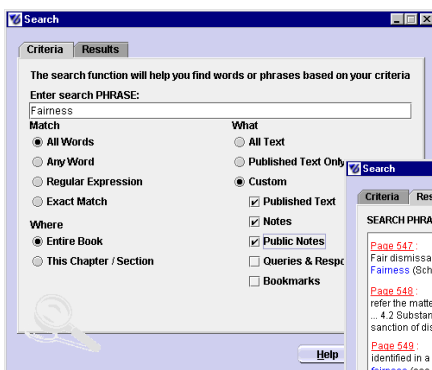 Search
Criteria Results
The search function will help you find words or phrases based on your criteria
Enter search PHRASE:
Fairness
Match What
All Words All Text
Any Word Published Text Only
Regular Expression Custom
Exact Match Published Text
Notes
Where
Entire Book Public Notes
This Chapter / Section Queries & Respo
Bookmarks
Help
Search
Criteria Res
SEARCH PHRA
Page 547 :
Fair dismissa
Fairness (Sch
Page 548 :
refer the matte
... 4.2 Substan
sanction of dis
Page 549 :
identified in a
fairness (see